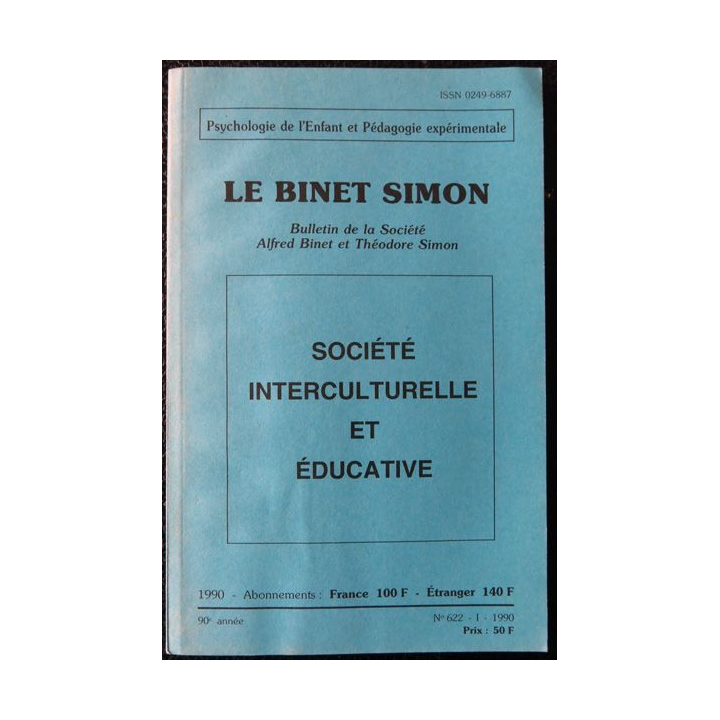 ISSN 0249-6887
Psychologie de l'Enfant et Pédagogie expérimentale
LE BINET SIMON
Bulletin de la Société
Alfred Binet et Théodore Simon
SOCIÉTÉ
INTERCULTURELLE
ET
ÉDUCATIVE
1990 - Abonnements : France 100 F - Étranger 140 F
90e année
N° 622 - I - 1990
Prix : 50 F